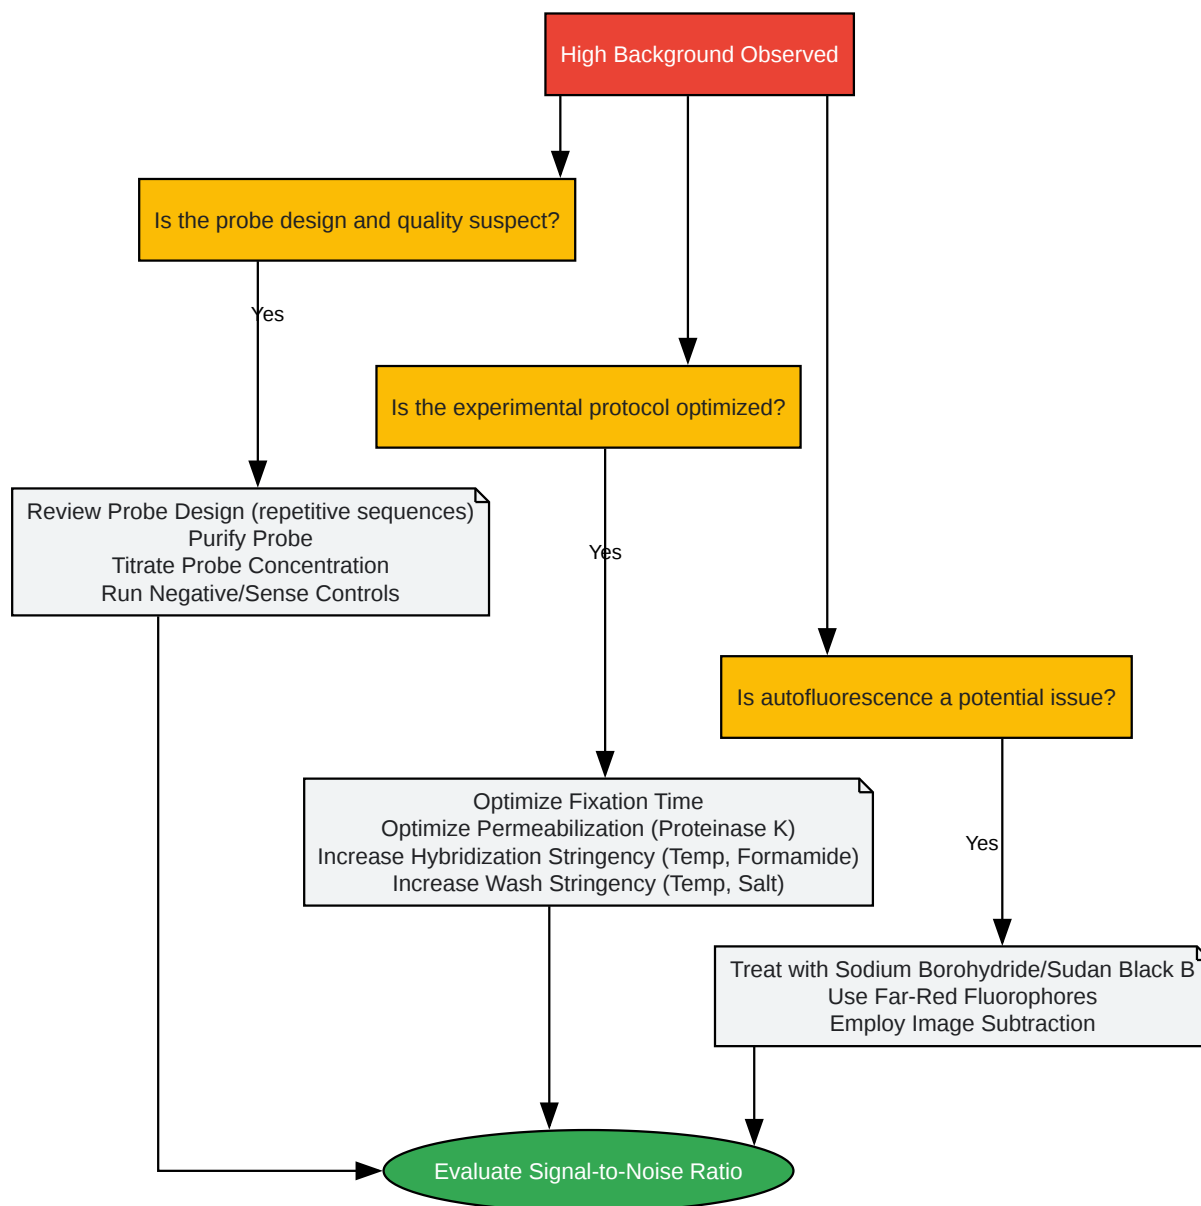 High Background Observed
Is the probe design and quality suspect?
Yes
Is the experimental protocol optimized?
Review Probe Design (repetitive sequences)
Purify Probe
Titrate Probe Concentration
Run Negative/Sense Controls
Yes
Is autofluorescence a potential issue?
Optimize Fixation Time
Optimize Permeabilization (Proteinase K)
Increase Hybridization Stringency (Temp, Formamide)
Increase Wash Stringency (Temp, Salt)
Yes
Treat with Sodium Borohydride/Sudan Black B
Use Far-Red Fluorophores
Employ Image Subtraction
Evaluate Signal-to-Noise Ratio